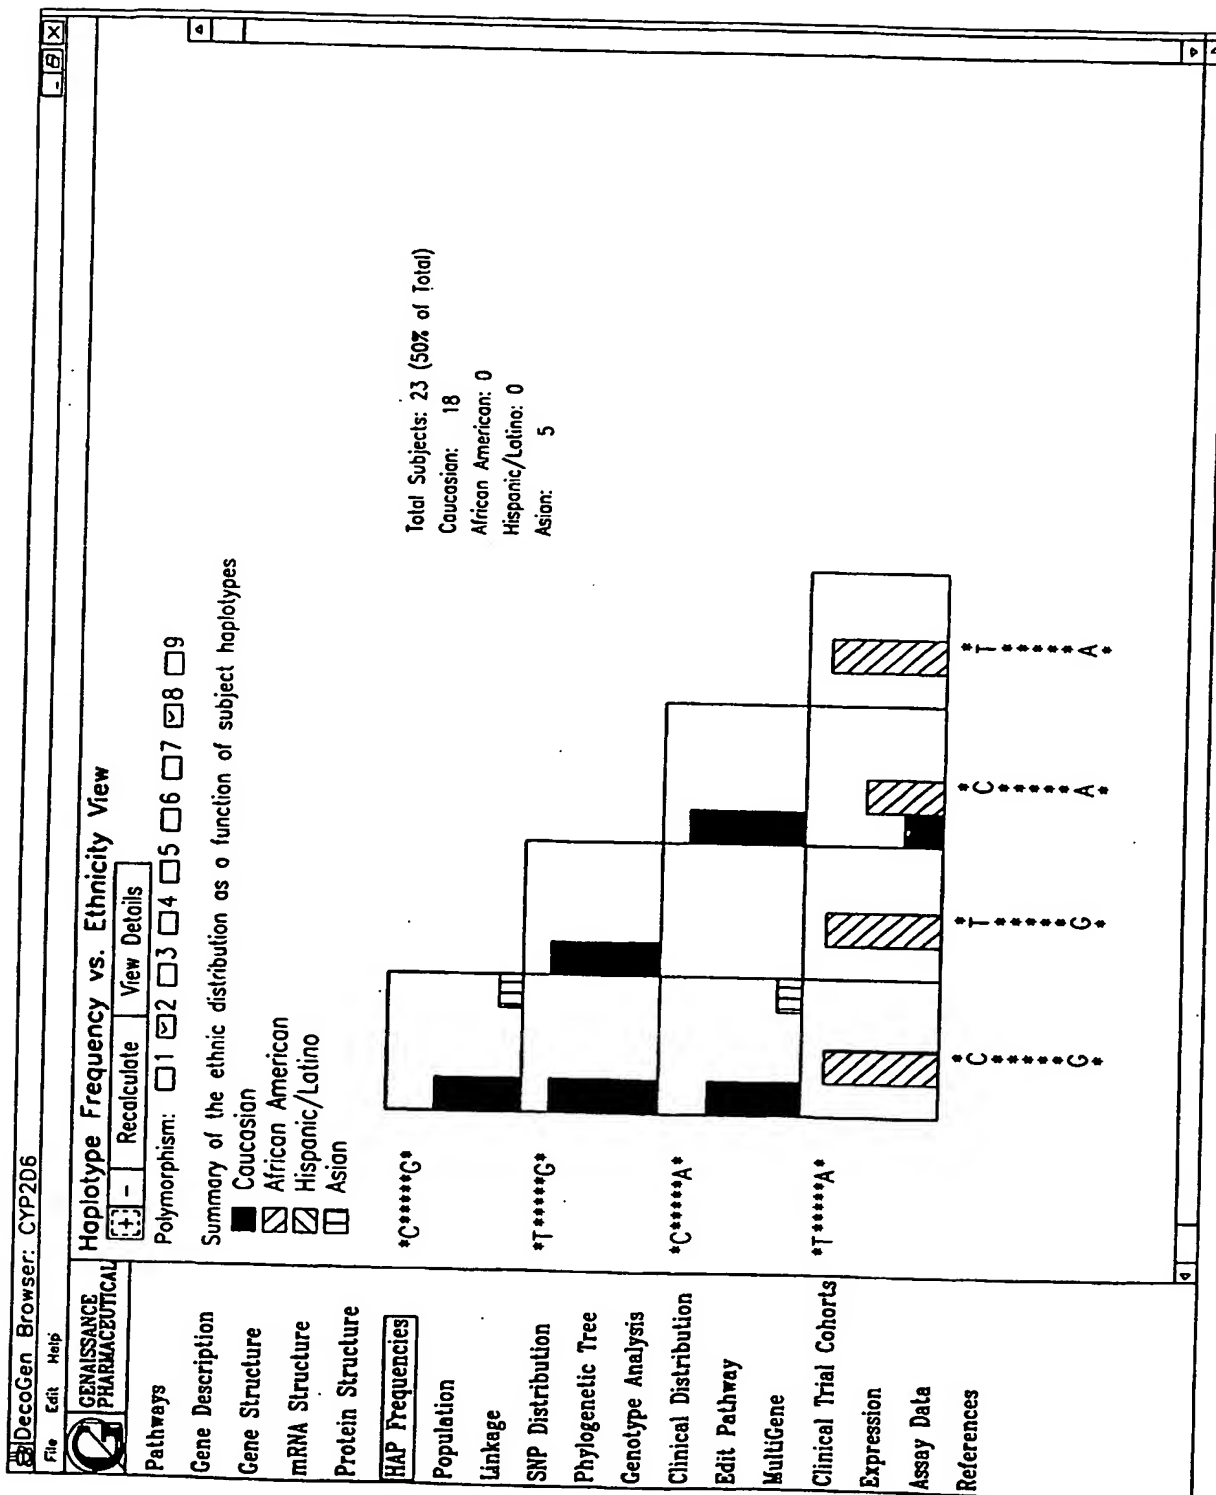 DecoGen Browser: CYP2D6
File Edit Help
GENAISSANCE
PHARMACEUTICAL
Pathways
Gene Description
Gene Structure
mRNA Structure
Protein Structure
HAP Frequencies
Population
Linkage
SNP Distribution
Phylogenetic Tree
Genotype Analysis
Clinical Distribution
Edit Pathway
MultiGene
Clinical Trial Cohorts
Expression
Assay Data
References
Haplotype Frequency vs. Ethnicity View
+ - Recalculate View Details
Polymorphism: 1 2 3 4 5 6 7 8 9
Summary of the ethnic distribution as a function of subject haplotypes
Caucasian
African American
Hispanic/Latino
Asian
Total Subjects: 23 (50% of Total)
Caucasian: 18
African American: 0
Hispanic/Latino: 0
Asian: 5
*C*****G*
*T*****G*
*C*****A*
*T*****A*
*C*****G*
*T*****G*
*C*****A*
*T*****A*